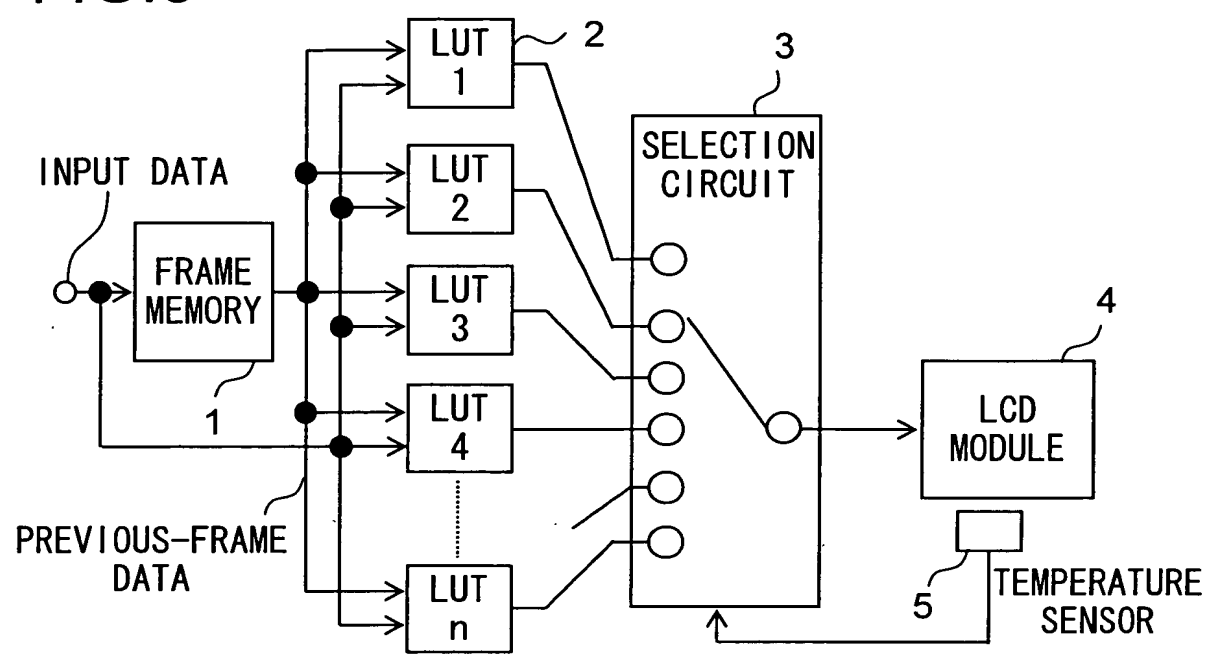 LUT
1
2
3
SELECTION
CIRCUIT
INPUT DATA
LUT
2
FRAME
MEMORY
LUT
3
4
1
LUT
4
LCD
MODULE
PREVIOUS-FRAME
DATA
LUT
n
5
TEMPERATURE
SENSOR